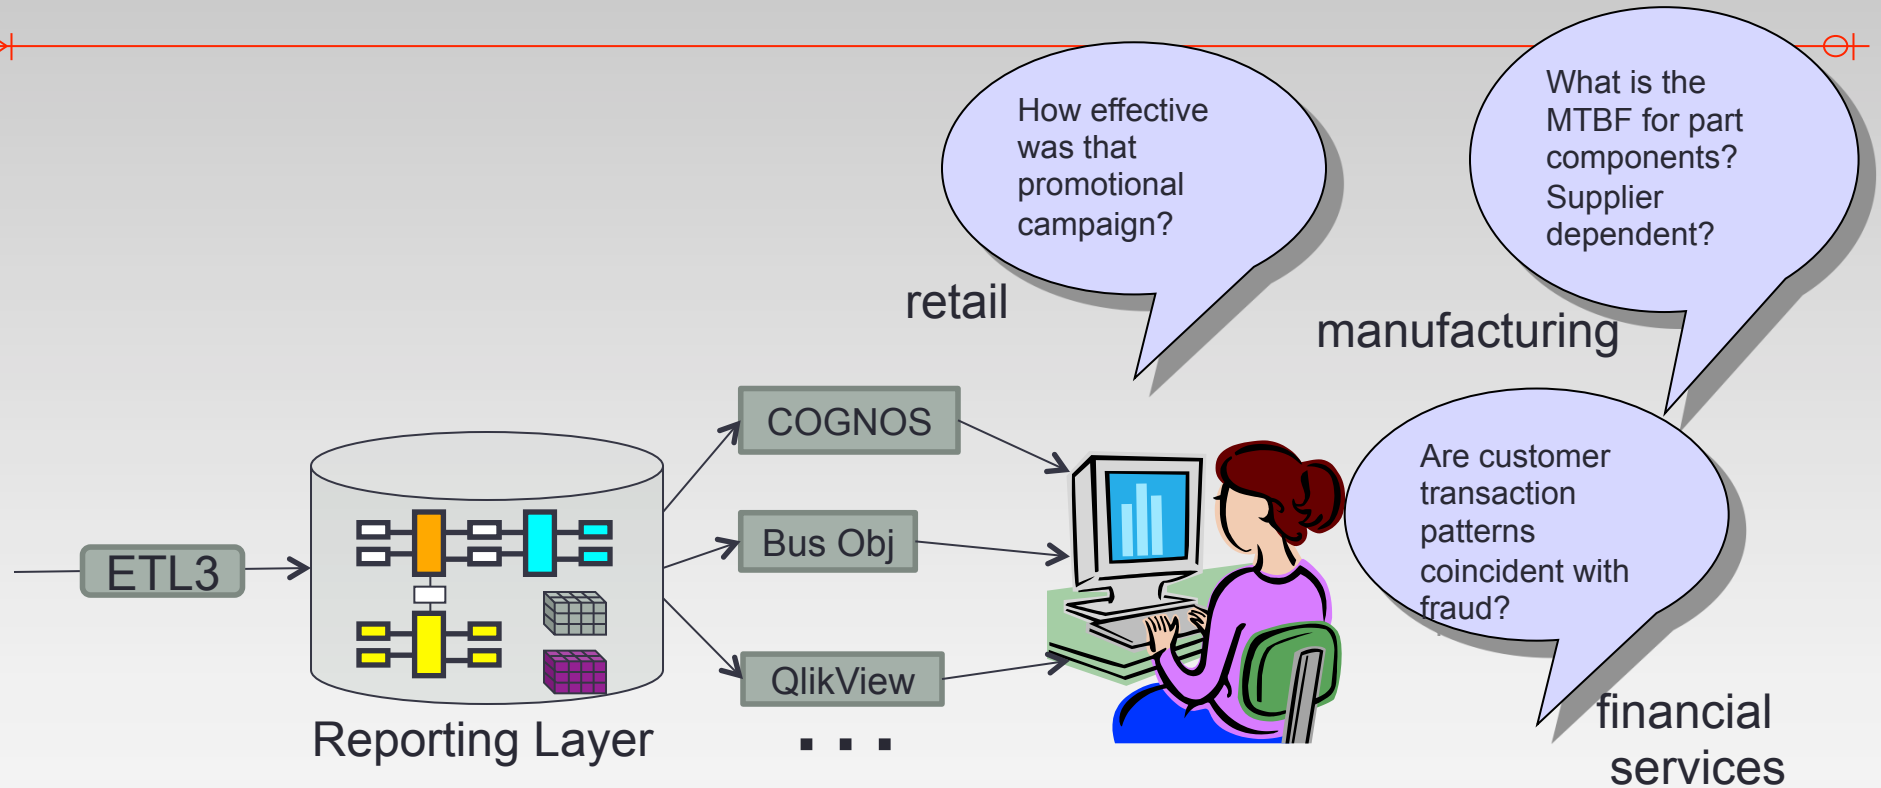 How effective
was that
promotional
campaign?
retail
What is the
MTBF for part
components?
Supplier
dependent?
manufacturing
COGNOS
Bus Obj
QlikView
. . .
ETL3
Reporting Layer
Are customer
transaction
patterns
coincident with
fraud?
financial
services